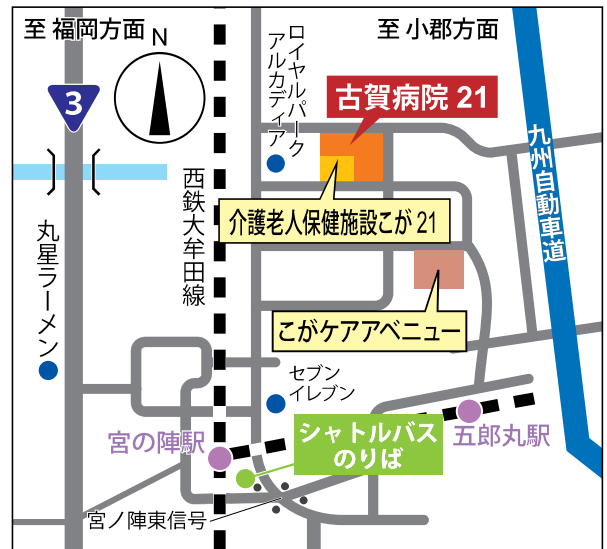 至 福岡方面
N
至 小郡方面
3
ロイヤルパーク
アルカディア
古賀病院 21
九州自動車道
西鉄大牟田線
介護老人保健施設こが 21
丸星ラーメン
こがケアアベニュー
セブン
イレブン
宮の陣駅
シャトルバス
のりば
五郎丸駅
宮ノ陣東信号